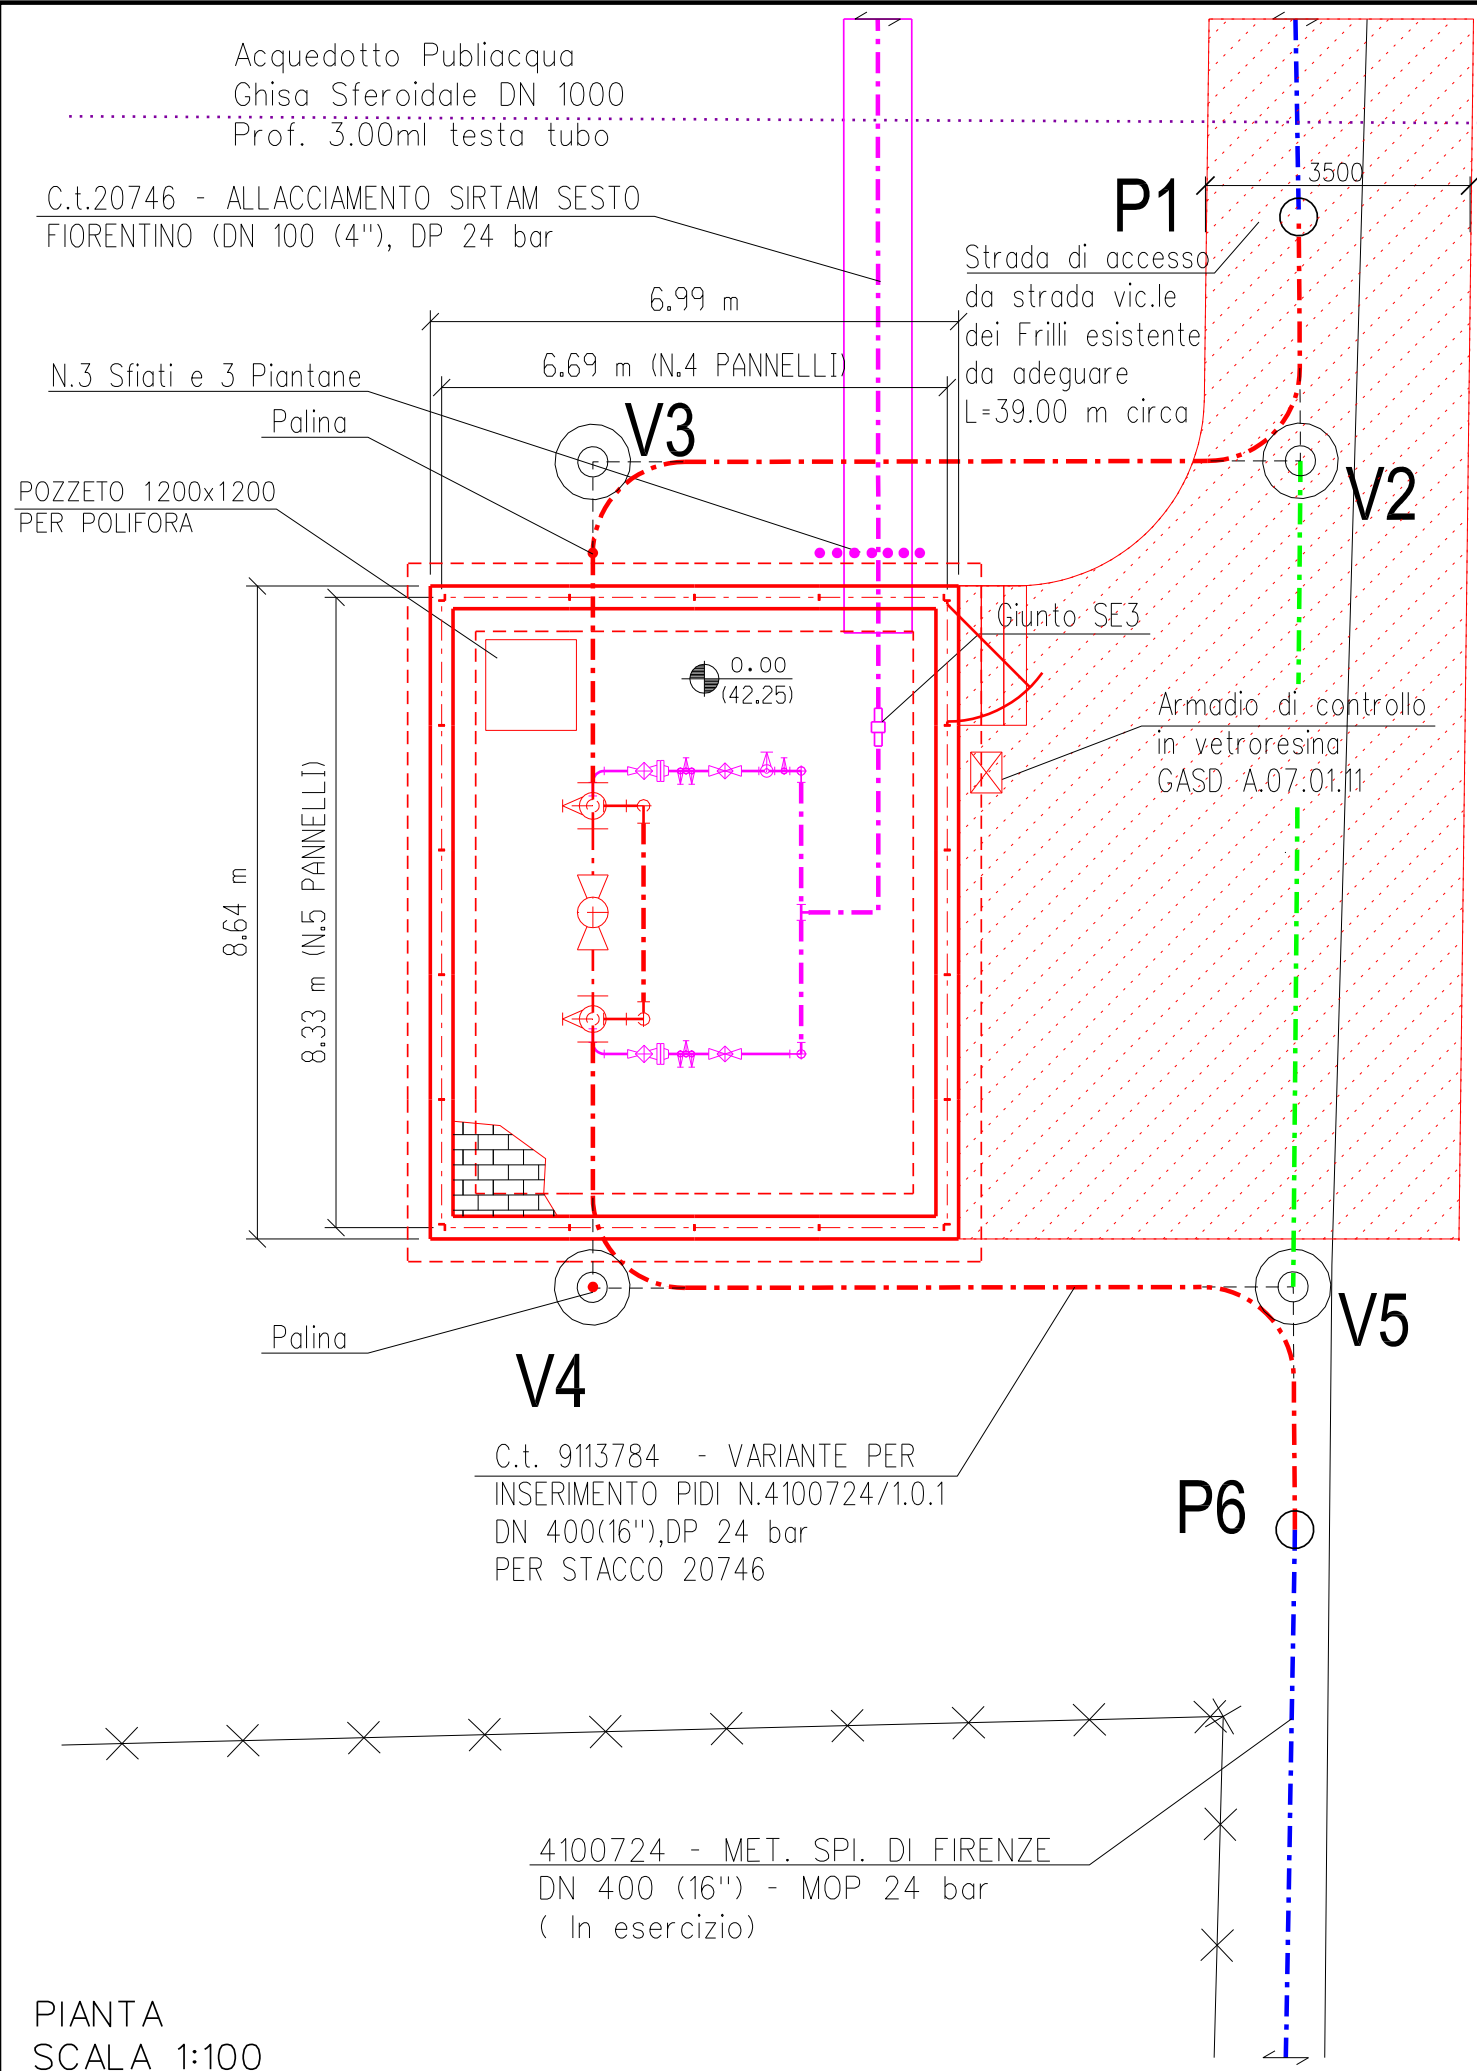 Acquedotto Publiacqua
Ghisa Sferoidale DN 1000
Prof. 3.00ml testa tubo
C.t.20746 - ALLACCIAMENTO SIRTAM SESTO
FIORENTINO (DN 100 (4"), DP 24 bar
3500
P1
Strada di accesso
da strada vic.le
dei Frilli esistente
da adeguare
L=39.00 m circa
6.99 m
6.69 m (N.4 PANNELLI)
N.3 Sfiati e 3 Piantane
Palina
V3
V2
POZZETO 1200x1200
PER POLIFORA
Giunto SE3
0.00
(42.25)
Armadio di controllo
in vetroresina
GASD A.07.01.11
8.64 m
8.33 m (N.5 PANNELLI)
Palina
V4
V5
C.t. 9113784 - VARIANTE PER
INSERIMENTO PIDI N.4100724/1.0.1
DN 400(16"),DP 24 bar
PER STACCO 20746
P6
4100724 - MET. SPI. DI FIRENZE
DN 400 (16") - MOP 24 bar
( In esercizio)
PIANTA
SCALA 1:100